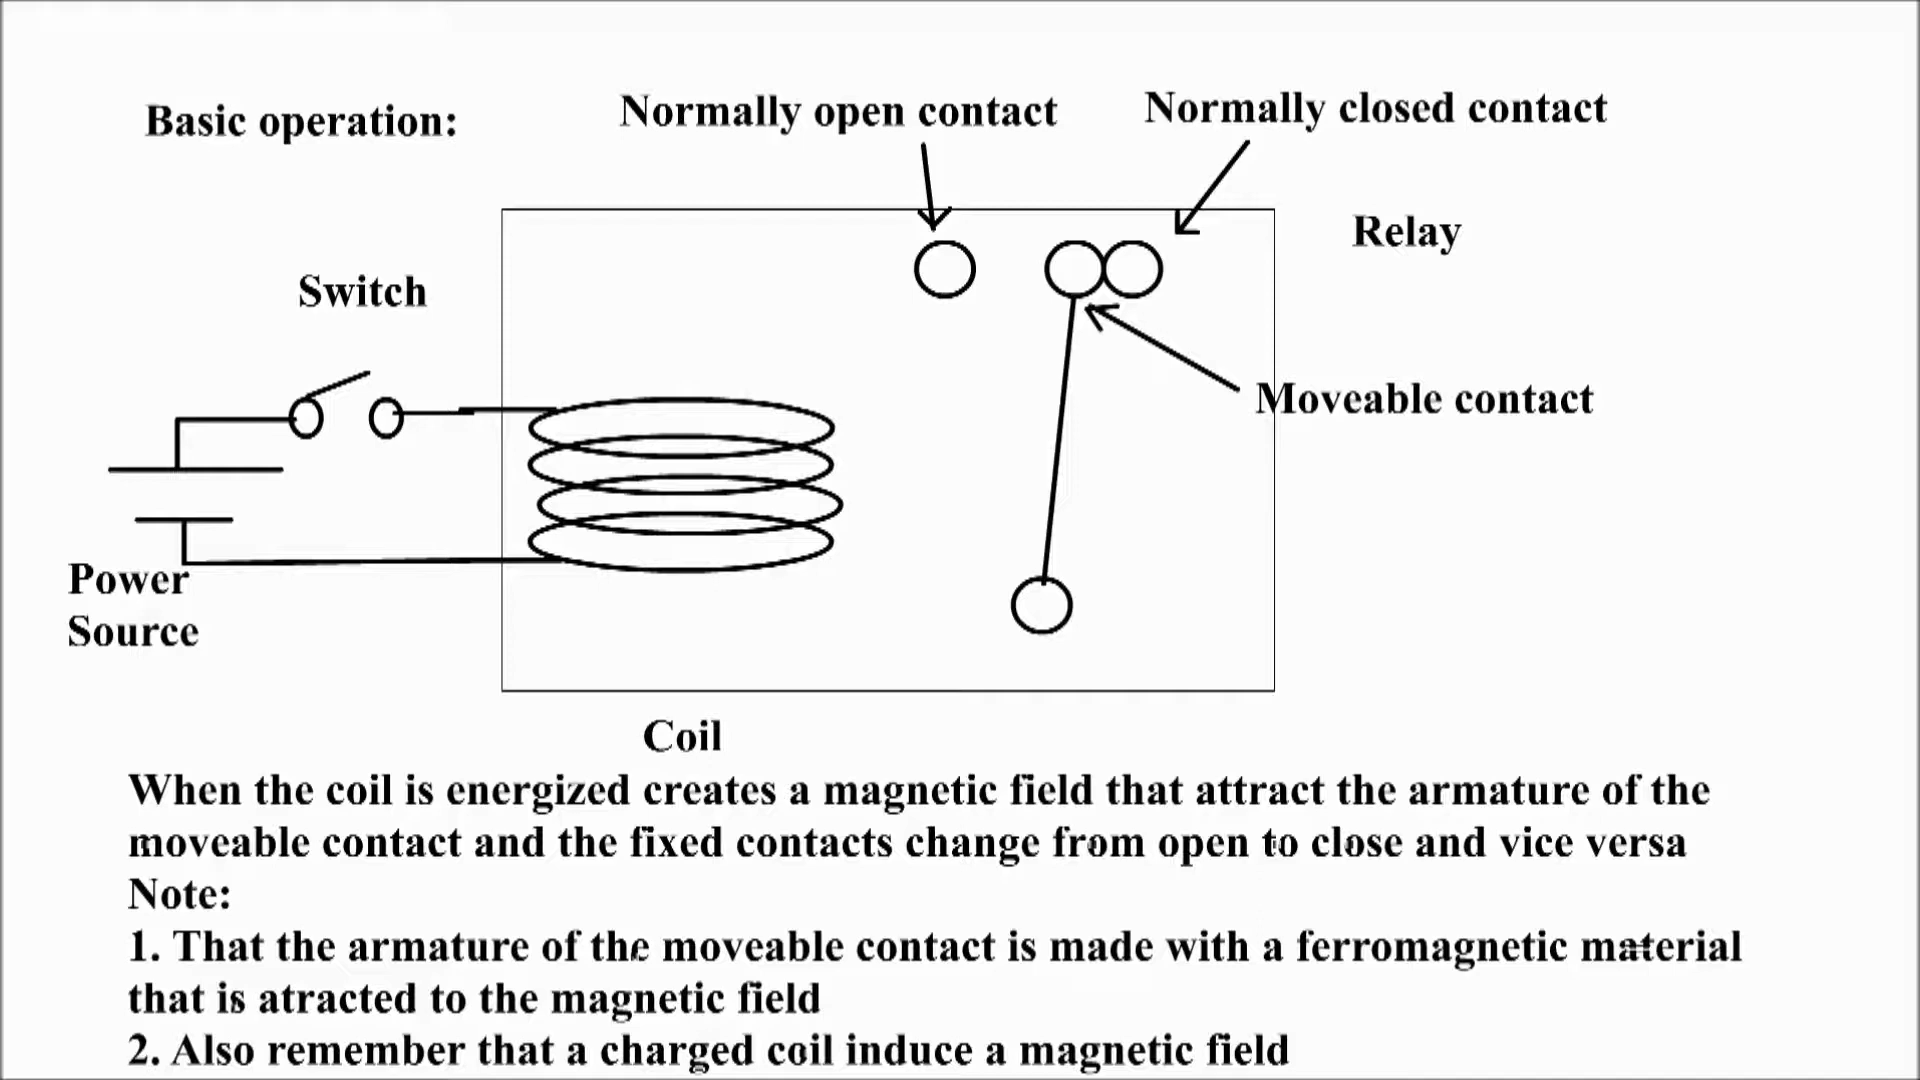 Basic operation:
Normally open contact
Normally closed contact
Relay
Switch
Moveable contact
Power
Source
Coil
When the coil is energized creates a magnetic field that attract the armature of the
moveable contact and the fixed contacts change from open to close and vice versa
Note:
1. That the armature of the moveable contact is made with a ferromagnetic material
that is atracted to the magnetic field
2. Also remember that a charged coil induce a magnetic field